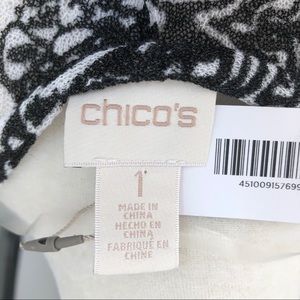 chico's
1
MADE IN
CHINA
HECHO EN
CHINA
FABRIQUÉ EN
CHINE
45100915769